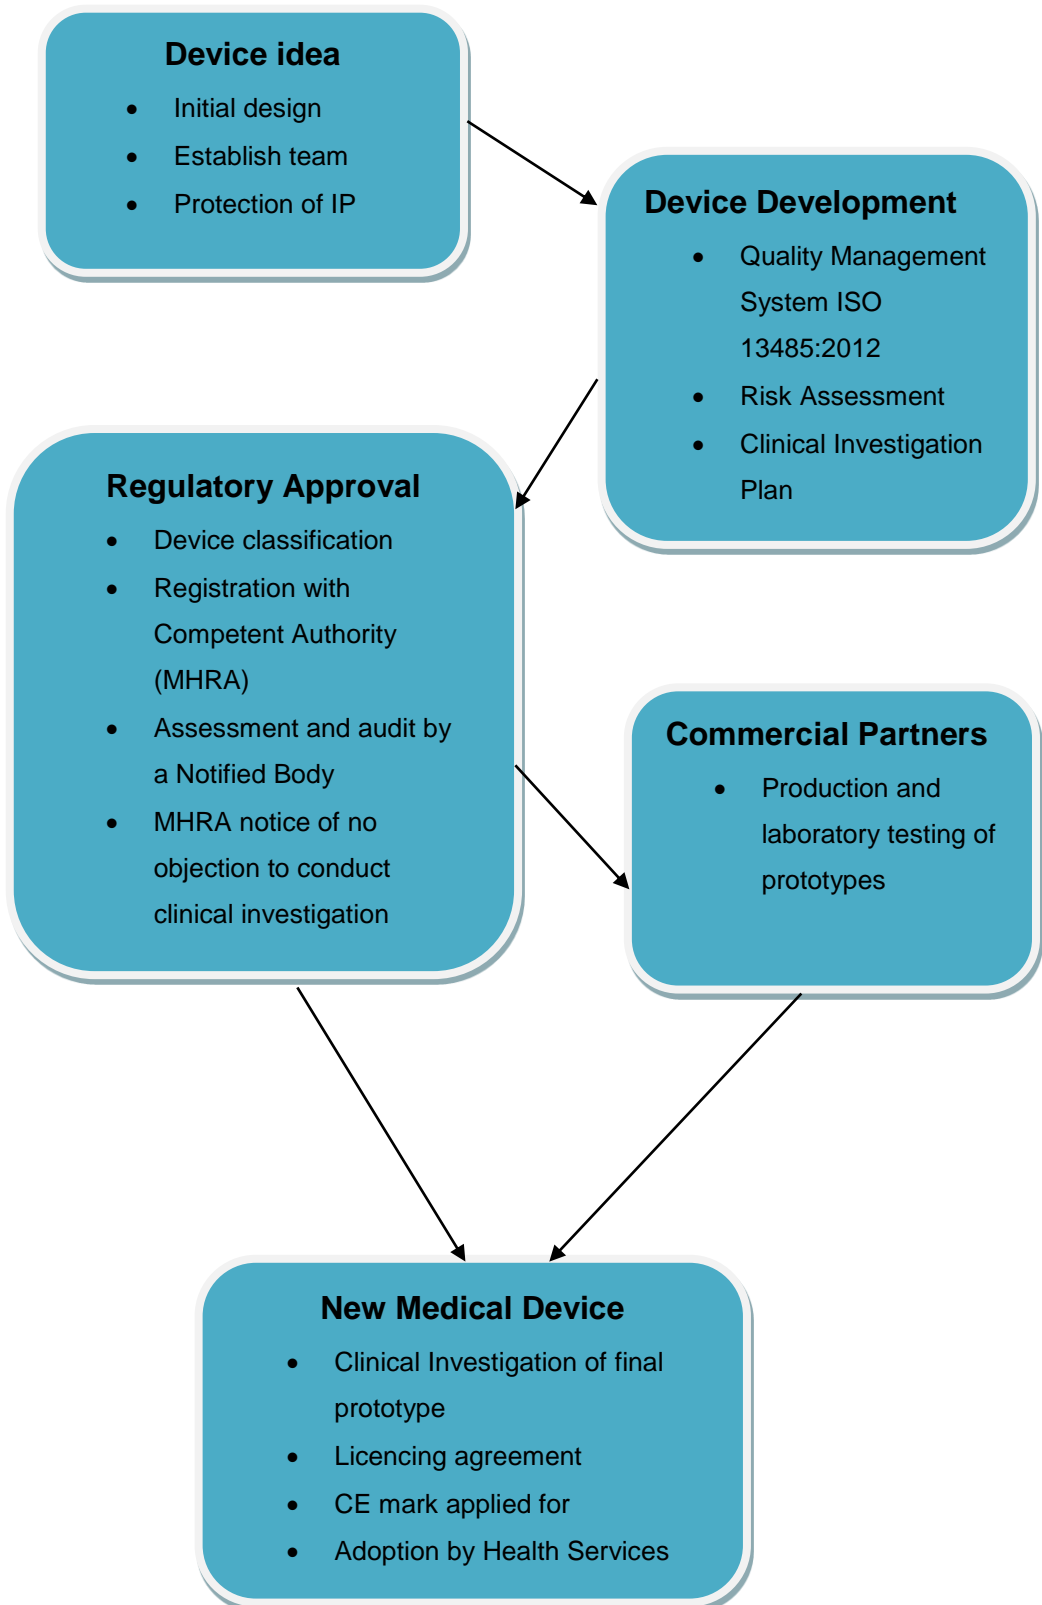 Device idea
• Initial design
• Establish team
• Protection of IP
Device Development
• Quality Management
System ISO
13485:2012
• Risk Assessment
• Clinical Investigation
Plan
Regulatory Approval
• Device classification
• Registration with
Competent Authority
(MHRA)
• Assessment and audit by
a Notified Body
• MHRA notice of no
objection to conduct
clinical investigation
Commercial Partners
• Production and
laboratory testing of
prototypes
New Medical Device
• Clinical Investigation of final
prototype
• Licencing agreement
• CE mark applied for
• Adoption by Health Services